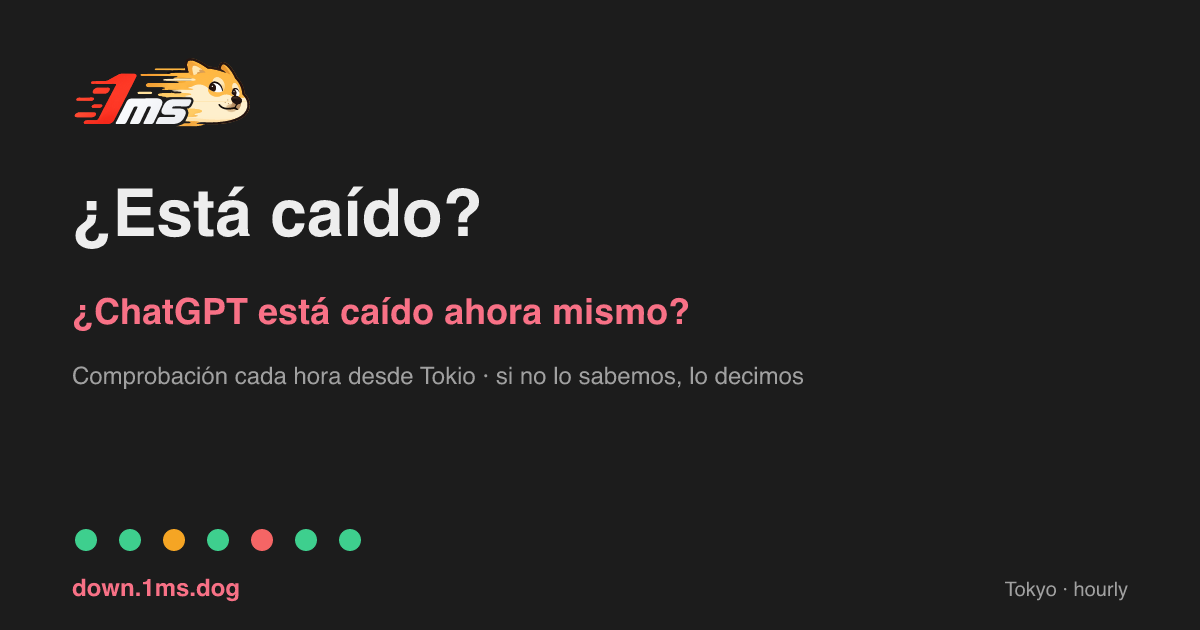 1ms
¿Está caído?
¿ChatGPT está caído ahora mismo?
Comprobación cada hora desde Tokio · si no lo sabemos, lo decimos
down.1ms.dog
Tokyo · hourly